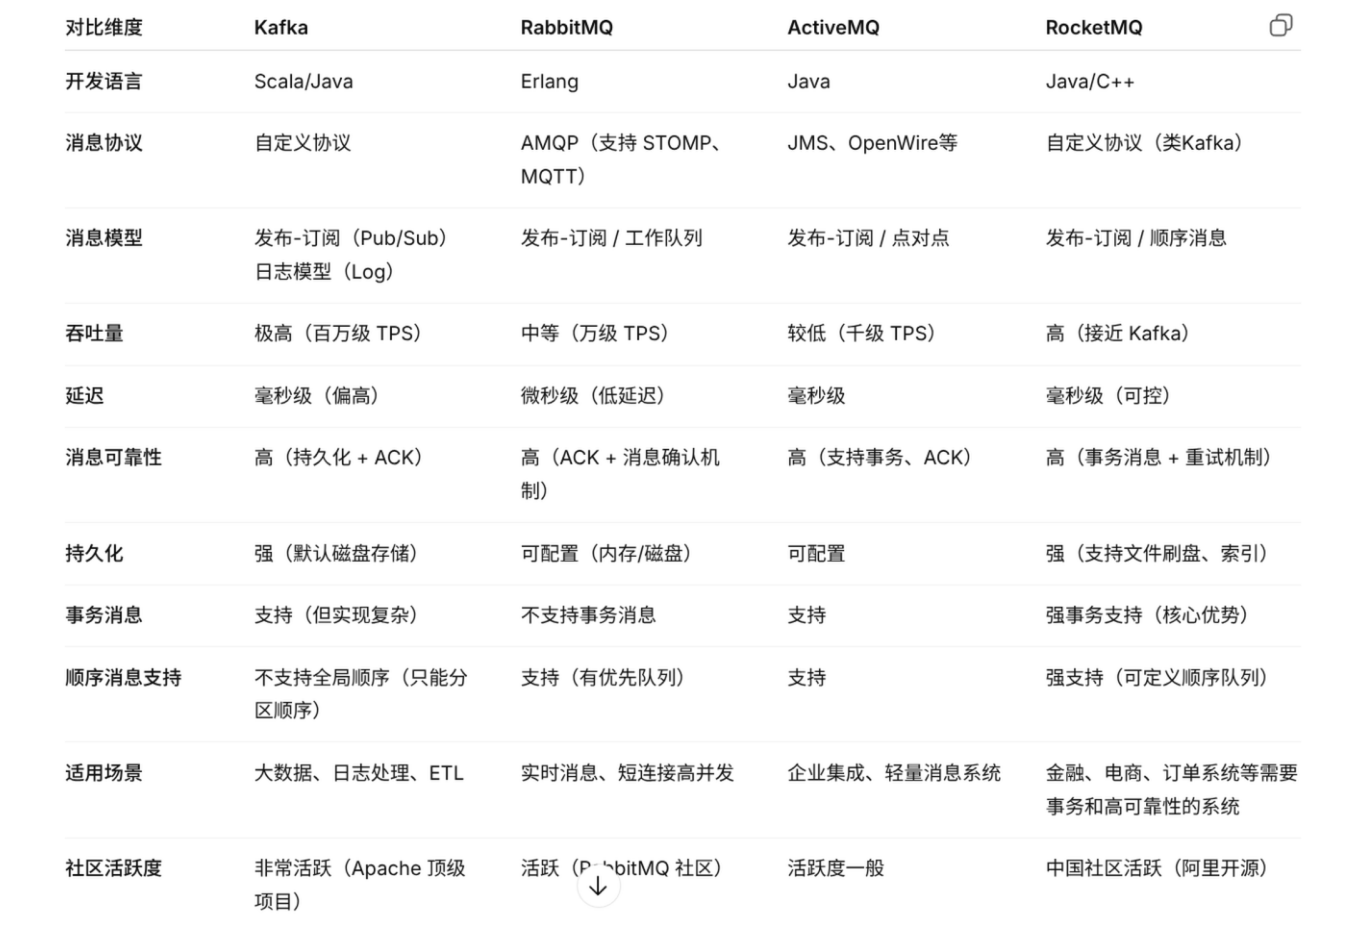 对比维度 Kafka RabbitMQ ActiveMQ RocketMQ
开发语言 Scala/Java Erlang Java Java/C++
消息协议 自定义协议 AMQP（支持 STOMP、 JMS、OpenWire等 自定义协议（类Kafka）
MQTT）
消息模型 发布-订阅（Pub/Sub） 发布-订阅 / 工作队列 发布-订阅 / 点对点 发布-订阅 / 顺序消息
日志模型（Log）
吞吐量 极高（百万级 TPS） 中等（万级 TPS） 较低（千级 TPS） 高（接近 Kafka）
延迟 毫秒级（偏高） 微秒级（低延迟） 毫秒级 毫秒级（可控）
消息可靠性 高（持久化 + ACK） 高（ACK + 消息确认机 高（支持事务、ACK） 高（事务消息 + 重试机制）
制）
持久化 强（默认磁盘存储） 可配置（内存/磁盘） 可配置 强（支持文件刷盘、索引）
事务消息 支持（但实现复杂） 不支持事务消息 支持 强事务支持（核心优势）
顺序消息支持 不支持全局顺序（只能分 支持（有优先队列） 支持 强支持（可定义顺序队列）
区顺序）
适用场景 大数据、日志处理、ETL 实时消息、短连接高并发 企业集成、轻量消息系统 金融、电商、订单系统等需要
事务和高可靠性的系统
社区活跃度 非常活跃（Apache 顶级 活跃（RabbitMQ 社区） 活跃度一般 中国社区活跃（阿里开源）
项目）